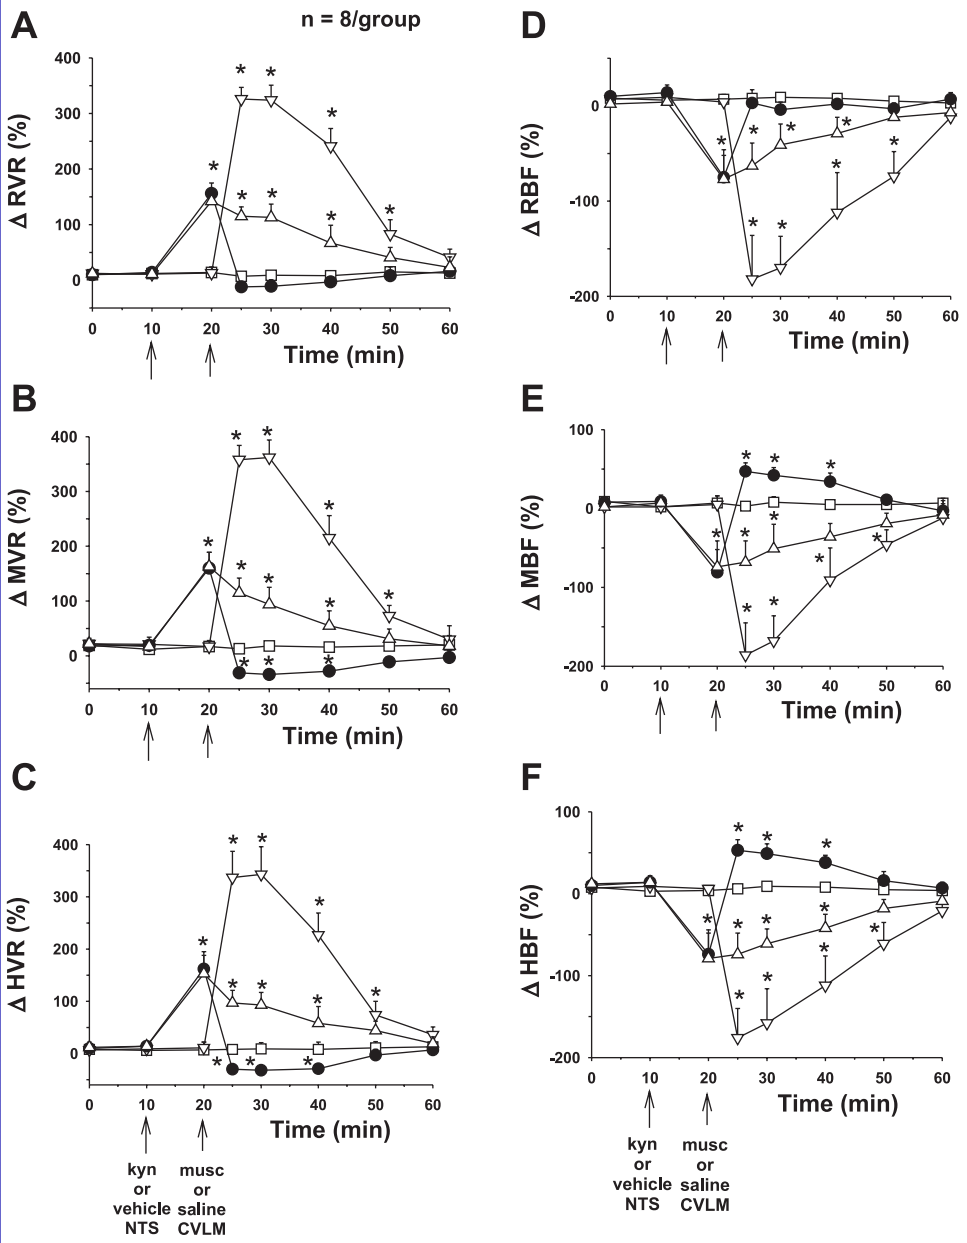 n = 8/group
A
Δ RVR (%)
400
300
200
100
0
0 10 20 30 40 50 60
Time (min)
D
Δ RBF (%)
0
-100
-200
0 10 20 30 40 50 60
Time (min)
B
Δ MVR (%)
400
300
200
100
0
0 10 20 30 40 50 60
Time (min)
E
Δ MBF (%)
100
0
-100
-200
0 10 20 30 40 50 60
Time (min)
C
Δ HVR (%)
400
300
200
100
0
0 10 20 30 40 50 60
Time (min)
kyn
or
vehicle
NTS
musc
or
saline
CVLM
F
Δ HBF (%)
100
0
-100
-200
0 10 20 30 40 50 60
Time (min)
kyn
or
vehicle
NTS
musc
or
saline
CVLM